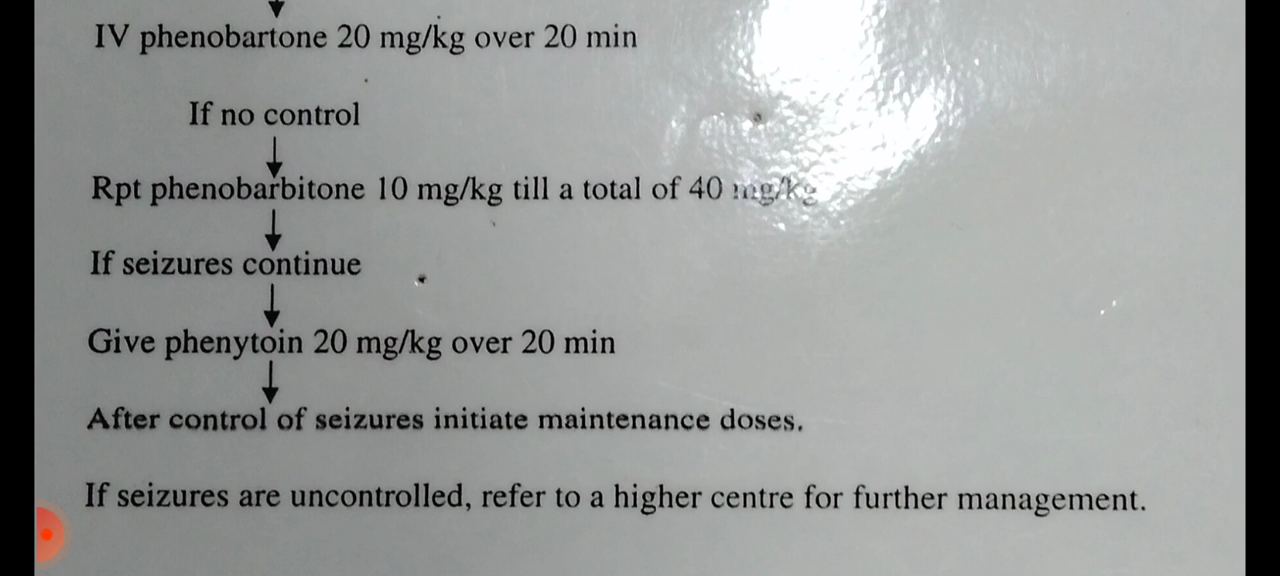 IV phenobartone 20 mg/kg over 20 min
If no control
Rpt phenobarbitone 10 mg/kg till a total of 40 mg/kg
If seizures continue
Give phenytoin 20 mg/kg over 20 min
After control of seizures initiate maintenance doses.
If seizures are uncontrolled, refer to a higher centre for further management.